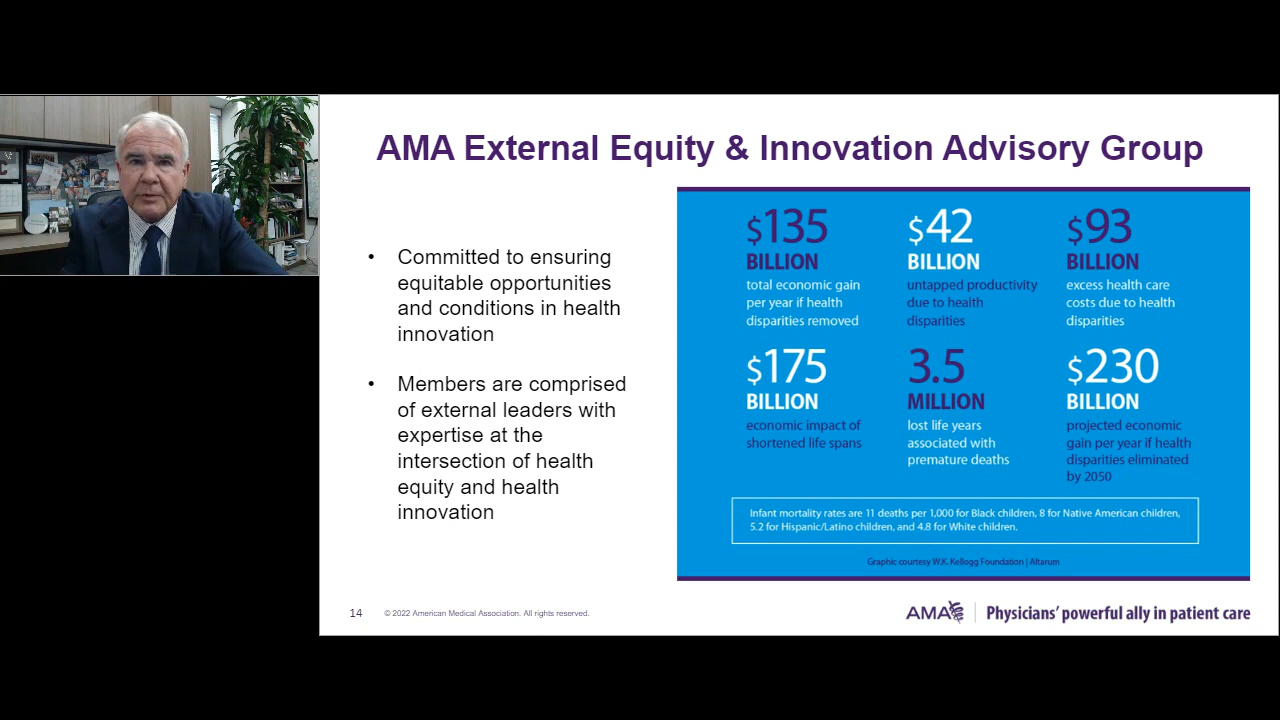 AMA External Equity & Innovation Advisory Group
• Committed to ensuring
equitable opportunities
and conditions in health
innovation
• Members are comprised
of external leaders with
expertise at the
intersection of health
equity and health
innovation
$135
BILLION
total economic gain
per year if health
disparities removed
$42
BILLION
untapped productivity
due to health
disparities
$93
BILLION
excess health care
costs due to health
disparities
$175
BILLION
economic impact of
shortened life spans
3.5
MILLION
lost life years
associated with
premature deaths
$230
BILLION
projected economic
gain per year if health
disparities eliminated
by 2050
Infant mortality rates are 11 deaths per 1,000 for Black children, 8 for Native American children,
5.2 for Hispanic/Latino children, and 4.8 for White children.
Graphic courtesy W.K. Kellogg Foundation | Altarum
14
© 2022 American Medical Association. All rights reserved.
AMA
Physicians' powerful ally in patient care